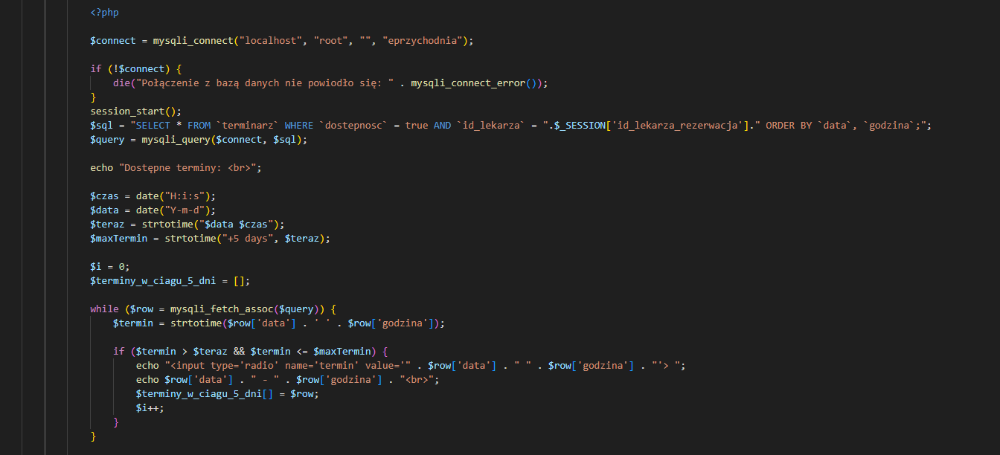 <?php
$connect = mysqli_connect("localhost", "root", "", "eprzychodnia");
if (!$connect) {
die("Połączenie z bazą danych nie powiodło się: " . mysqli_connect_error());
}
session_start();
$sql = "SELECT * FROM `terminarz` WHERE `dostepnosc` = true AND `id_lekarza` = ".$_SESSION['id_lekarza_rezerwacja']." ORDER BY `data`, `godzina`;";
$query = mysqli_query($connect, $sql);
echo "Dostępne terminy: <br>";
$czas = date("H:i:s");
$data = date("Y-m-d");
$teraz = strtotime("$data $czas");
$maxTermin = strtotime("+5 days", $teraz);
$i = 0;
$terminy_w_ciagu_5_dni = [];
while ($row = mysqli_fetch_assoc($query)) {
$termin = strtotime($row['data'] . ' ' . $row['godzina']);
if ($termin > $teraz && $termin <= $maxTermin) {
echo "<input type='radio' name='termin' value='" . $row['data'] . " " . $row['godzina'] . "'> ";
echo $row['data'] . " - " . $row['godzina'] . "<br>";
$terminy_w_ciagu_5_dni[] = $row;
$i++;
}
}